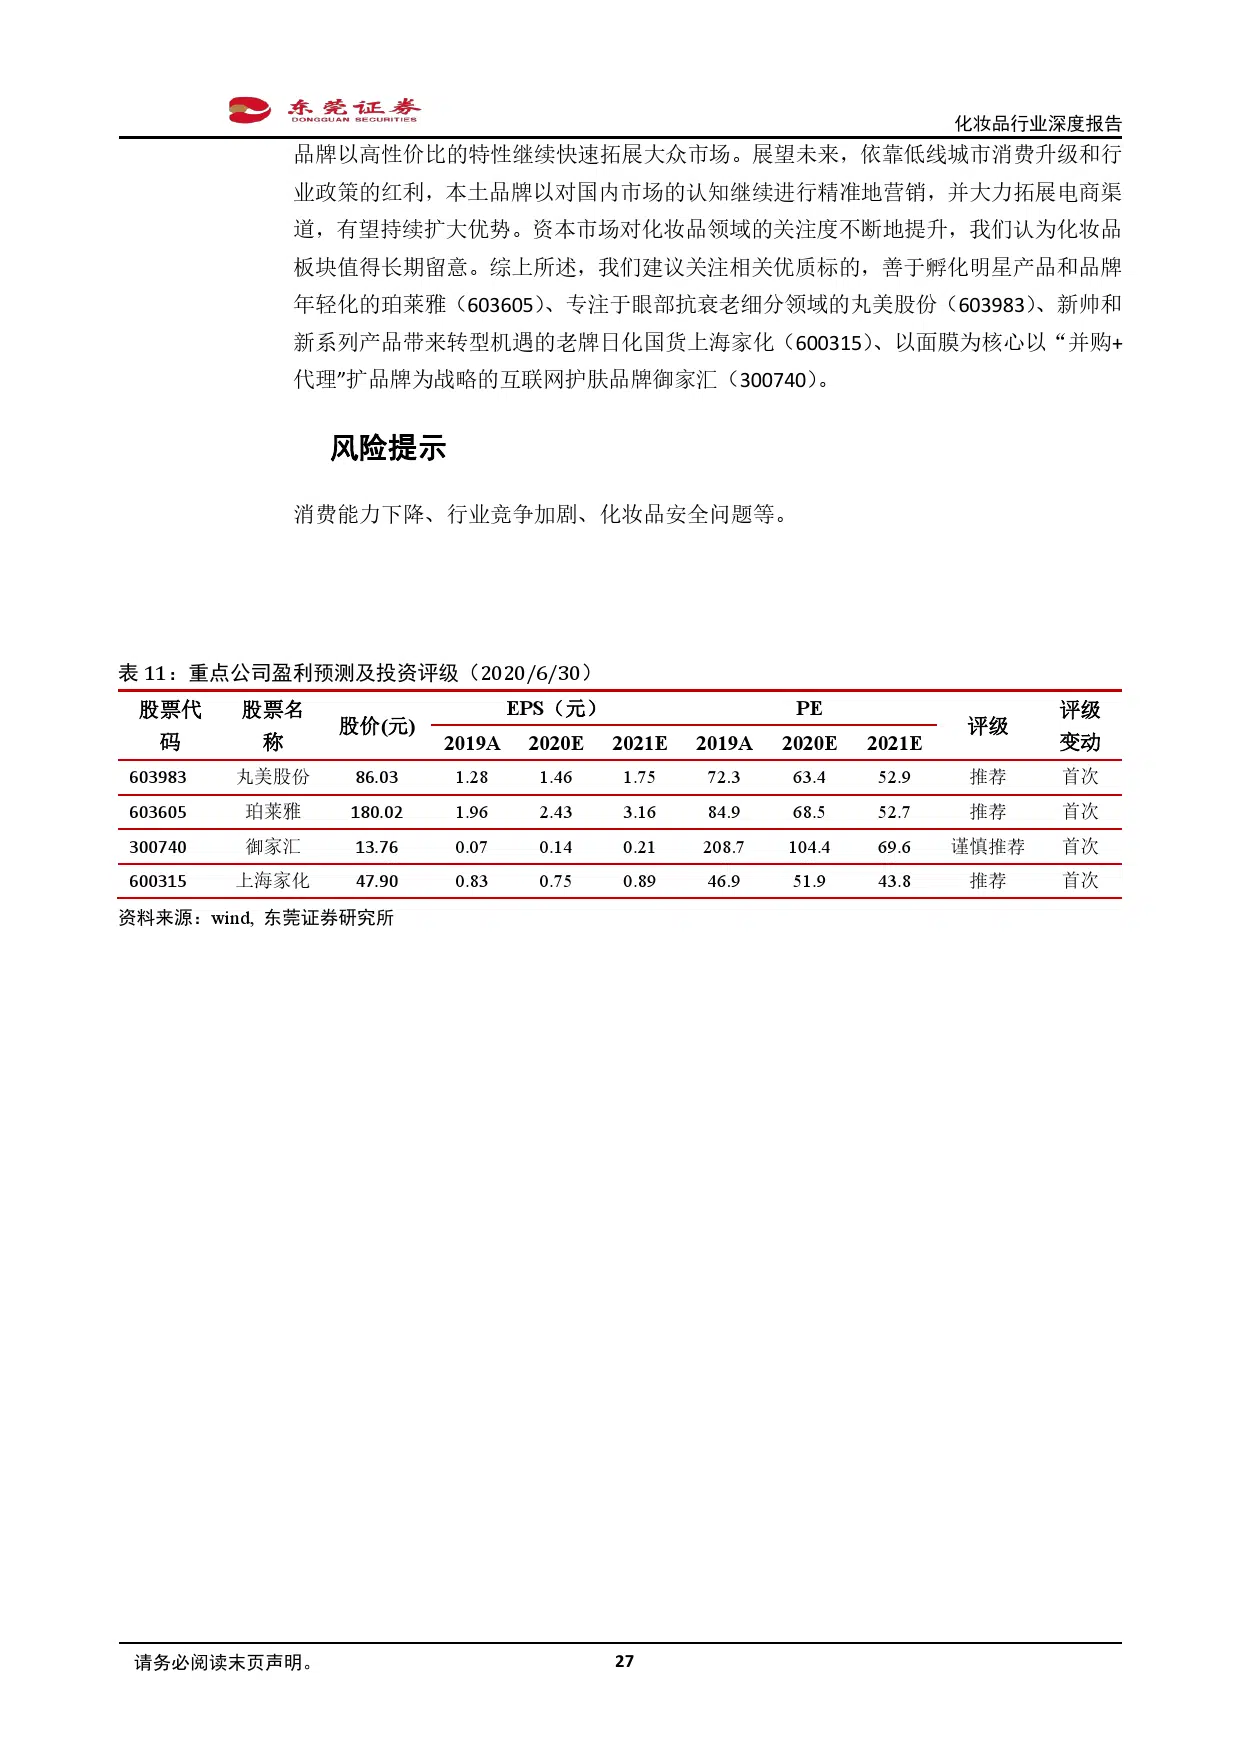 东莞证券
DONGGUAN SECURITIES
化妆品行业深度报告
品牌以高性价比的特性继续快速拓展大众市场。展望未来，依靠低线城市消费升级和行
业政策的红利，本土品牌以对国内市场的认知继续进行精准地营销，并大力拓展电商渠
道，有望持续扩大优势。资本市场对化妆品领域的关注度不断地提升，我们认为化妆品
板块值得长期留意。综上所述，我们建议关注相关优质标的，善于孵化明星产品和品牌
年轻化的珀莱雅（603605）、专注于眼部抗衰老细分领域的丸美股份（603983）、新帅和
新系列产品带来转型机遇的老牌日化国货上海家化（600315）、以面膜为核心以“并购+
代理”扩品牌为战略的互联网护肤品牌御家汇（300740）。
风险提示
消费能力下降、行业竞争加剧、化妆品安全问题等。
表 11：重点公司盈利预测及投资评级（2020/6/30）
股票代码 股票名称 股价(元) EPS（元） PE 评级 评级变动
2019A 2020E 2021E 2019A 2020E 2021E
603983 丸美股份 86.03 1.28 1.46 1.75 72.3 63.4 52.9 推荐 首次
603605 珀莱雅 180.02 1.96 2.43 3.16 84.9 68.5 52.7 推荐 首次
300740 御家汇 13.76 0.07 0.14 0.21 208.7 104.4 69.6 谨慎推荐 首次
600315 上海家化 47.90 0.83 0.75 0.89 46.9 51.9 43.8 推荐 首次
资料来源：wind, 东莞证券研究所
请务必阅读末页声明。
27